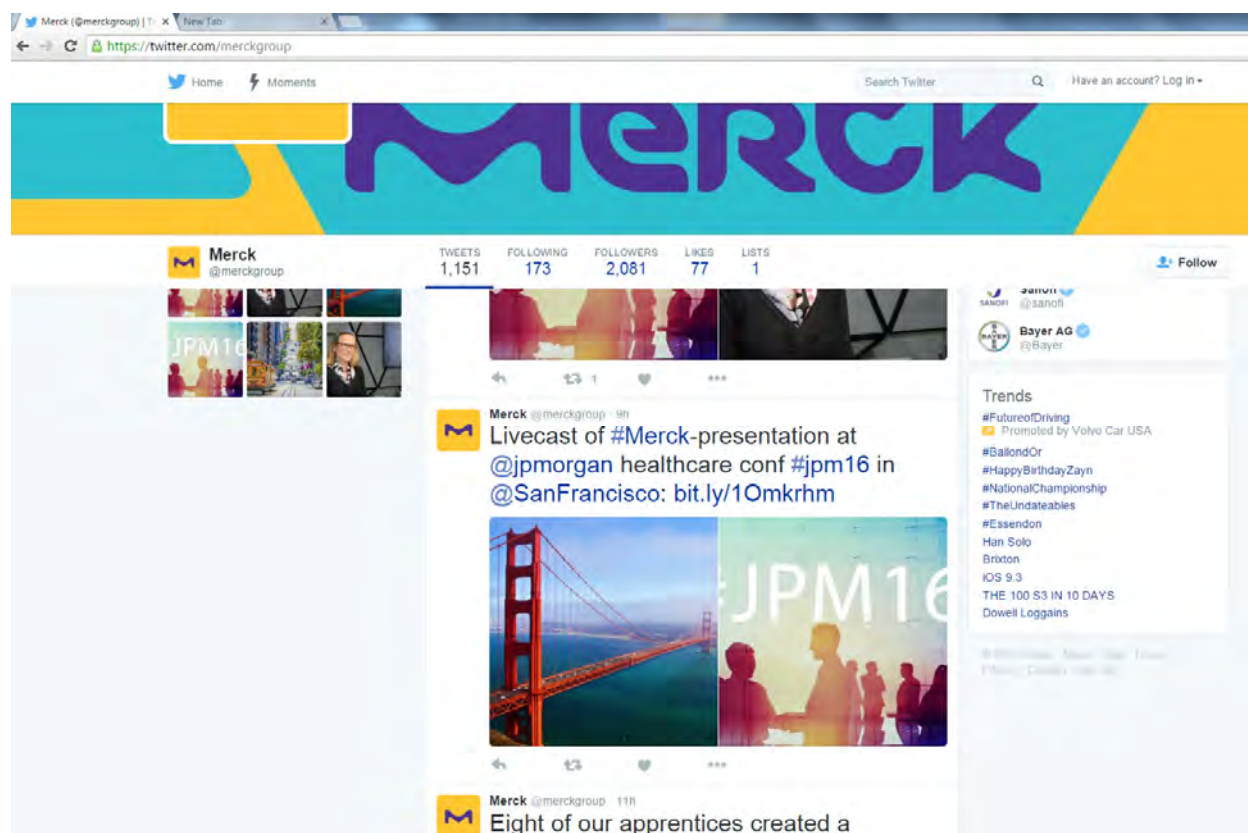 Merck (@merckgroup) | T
New Tab
https://twitter.com/merckgroup
Home
Moments
Search Twitter
Have an account? Log in
Merck
Merck
@merckgroup
TWEETS
1,151
FOLLOWING
173
FOLLOWERS
2,081
LIKES
77
LISTS
1
Follow
JPM16
1
Merck @merckgroup · 9h
Livecast of #Merck-presentation at
@jpmorgan healthcare conf #jpm16 in
@SanFrancisco: bit.ly/1Omkrhm
#JPM16
Merck @merckgroup · 11h
Eight of our apprentices created a
SANOFI
Sanofi
@sanofi
BAYER
Bayer AG
@Bayer
Trends
#FutureofDriving
Promoted by Volvo Car USA
#BallondOr
#HappyBirthdayZayn
#NationalChampionship
#TheUndateables
#Essendon
Han Solo
Brixton
iOS 9.3
THE 100 S3 IN 10 DAYS
Dowell Loggains